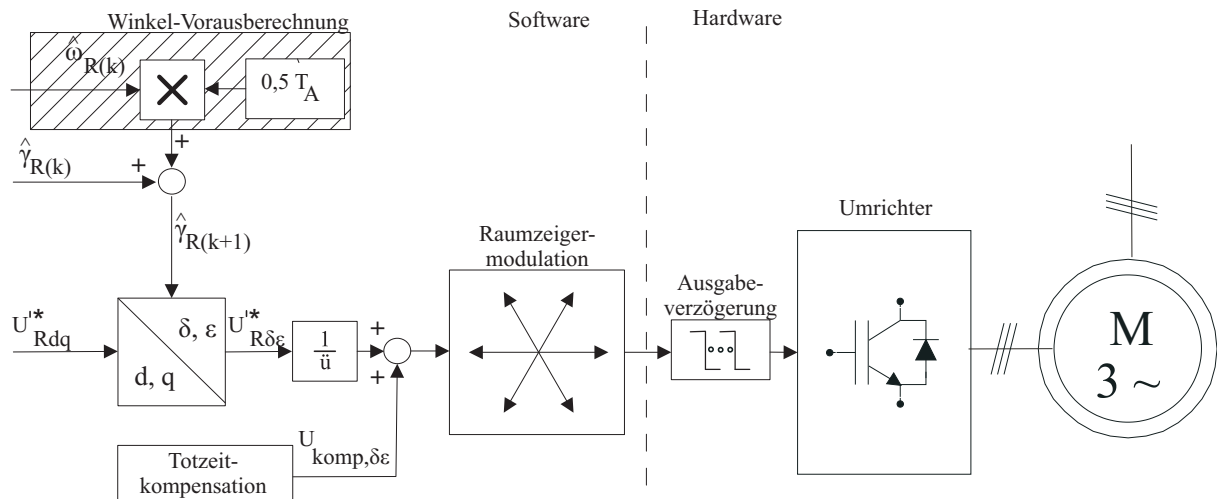 Winkel-Vorausberechnung
Software
Hardware
ω̂R(k)
0,5 TA
+
γ̂R(k)
+
γ̂R(k+1)
Umrichter
Raumzeiger-
modulation
Ausgabe-
verzögerung
U'*Rdq
δ, ε
d, q
U'*Rδε
1
ü
+
+
M
3 ~
Totzeit-
kompensation
Ukomp,δε